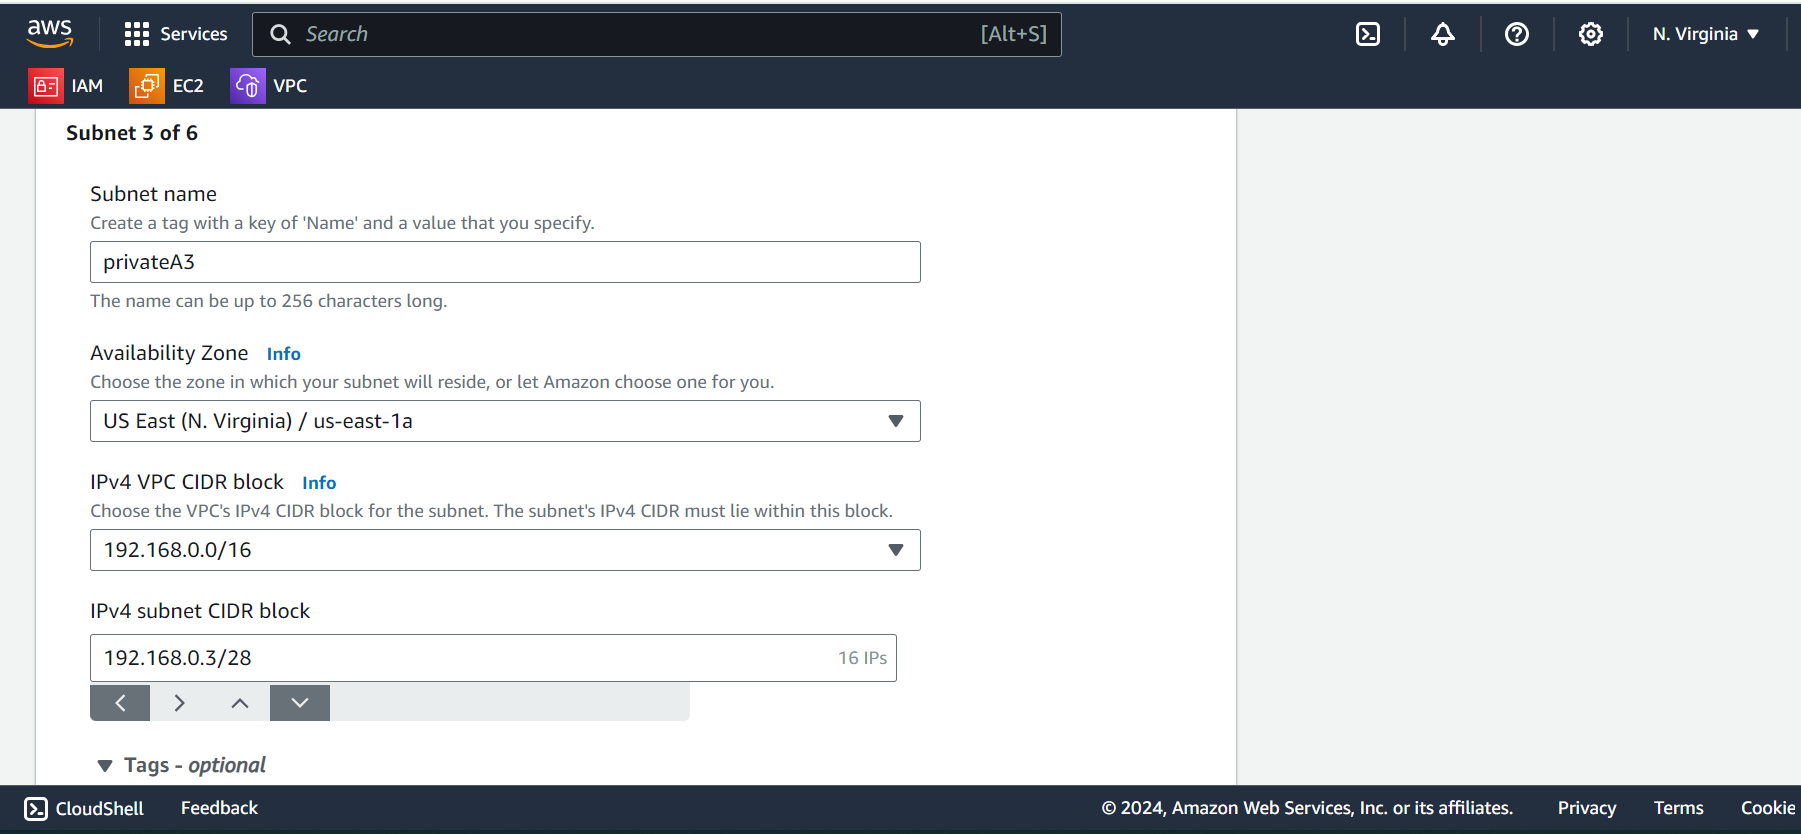 aws
Services
Search [Alt+S]
N. Virginia
IAM EC2 VPC
Subnet 3 of 6
Subnet name
Create a tag with a key of 'Name' and a value that you specify.
privateA3
The name can be up to 256 characters long.
Availability Zone Info
Choose the zone in which your subnet will reside, or let Amazon choose one for you.
US East (N. Virginia) / us-east-1a
IPv4 VPC CIDR block Info
Choose the VPC's IPv4 CIDR block for the subnet. The subnet's IPv4 CIDR must lie within this block.
192.168.0.0/16
IPv4 subnet CIDR block
192.168.0.3/28 16 IPs
Tags - optional
CloudShell Feedback © 2024, Amazon Web Services, Inc. or its affiliates. Privacy Terms Cookie